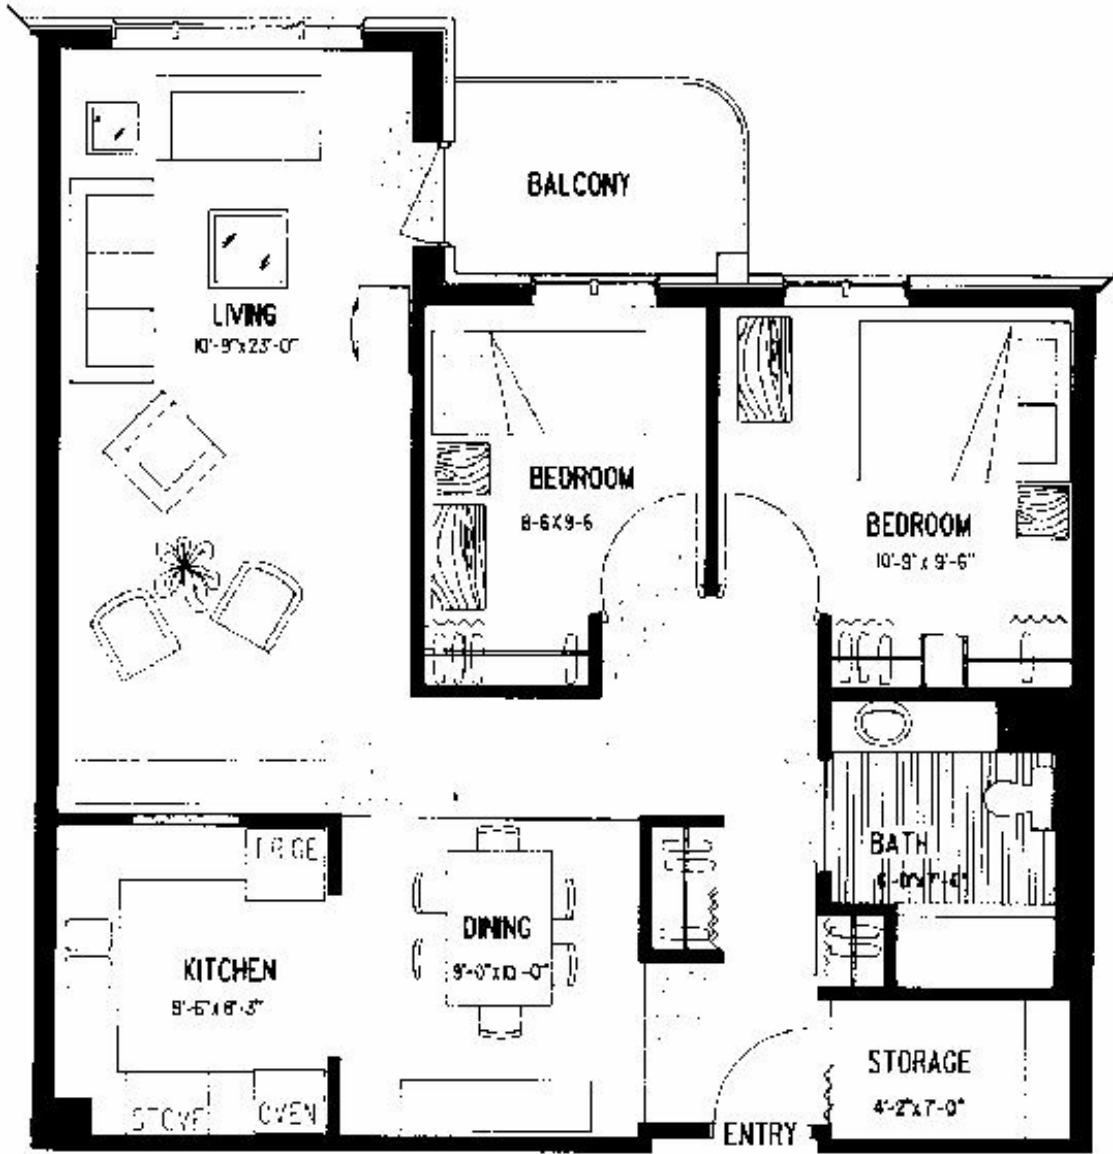 BALCONY
LIVING
10'-9"x23'-0"
BEDROOM
8-6X9-6
BEDROOM
10'-9"x 9'-6"
BATH
DINING
9'-0"x10'-0"
KITCHEN
STOVE
OVEN
STORAGE
4'-2"x7'-0"
ENTRY